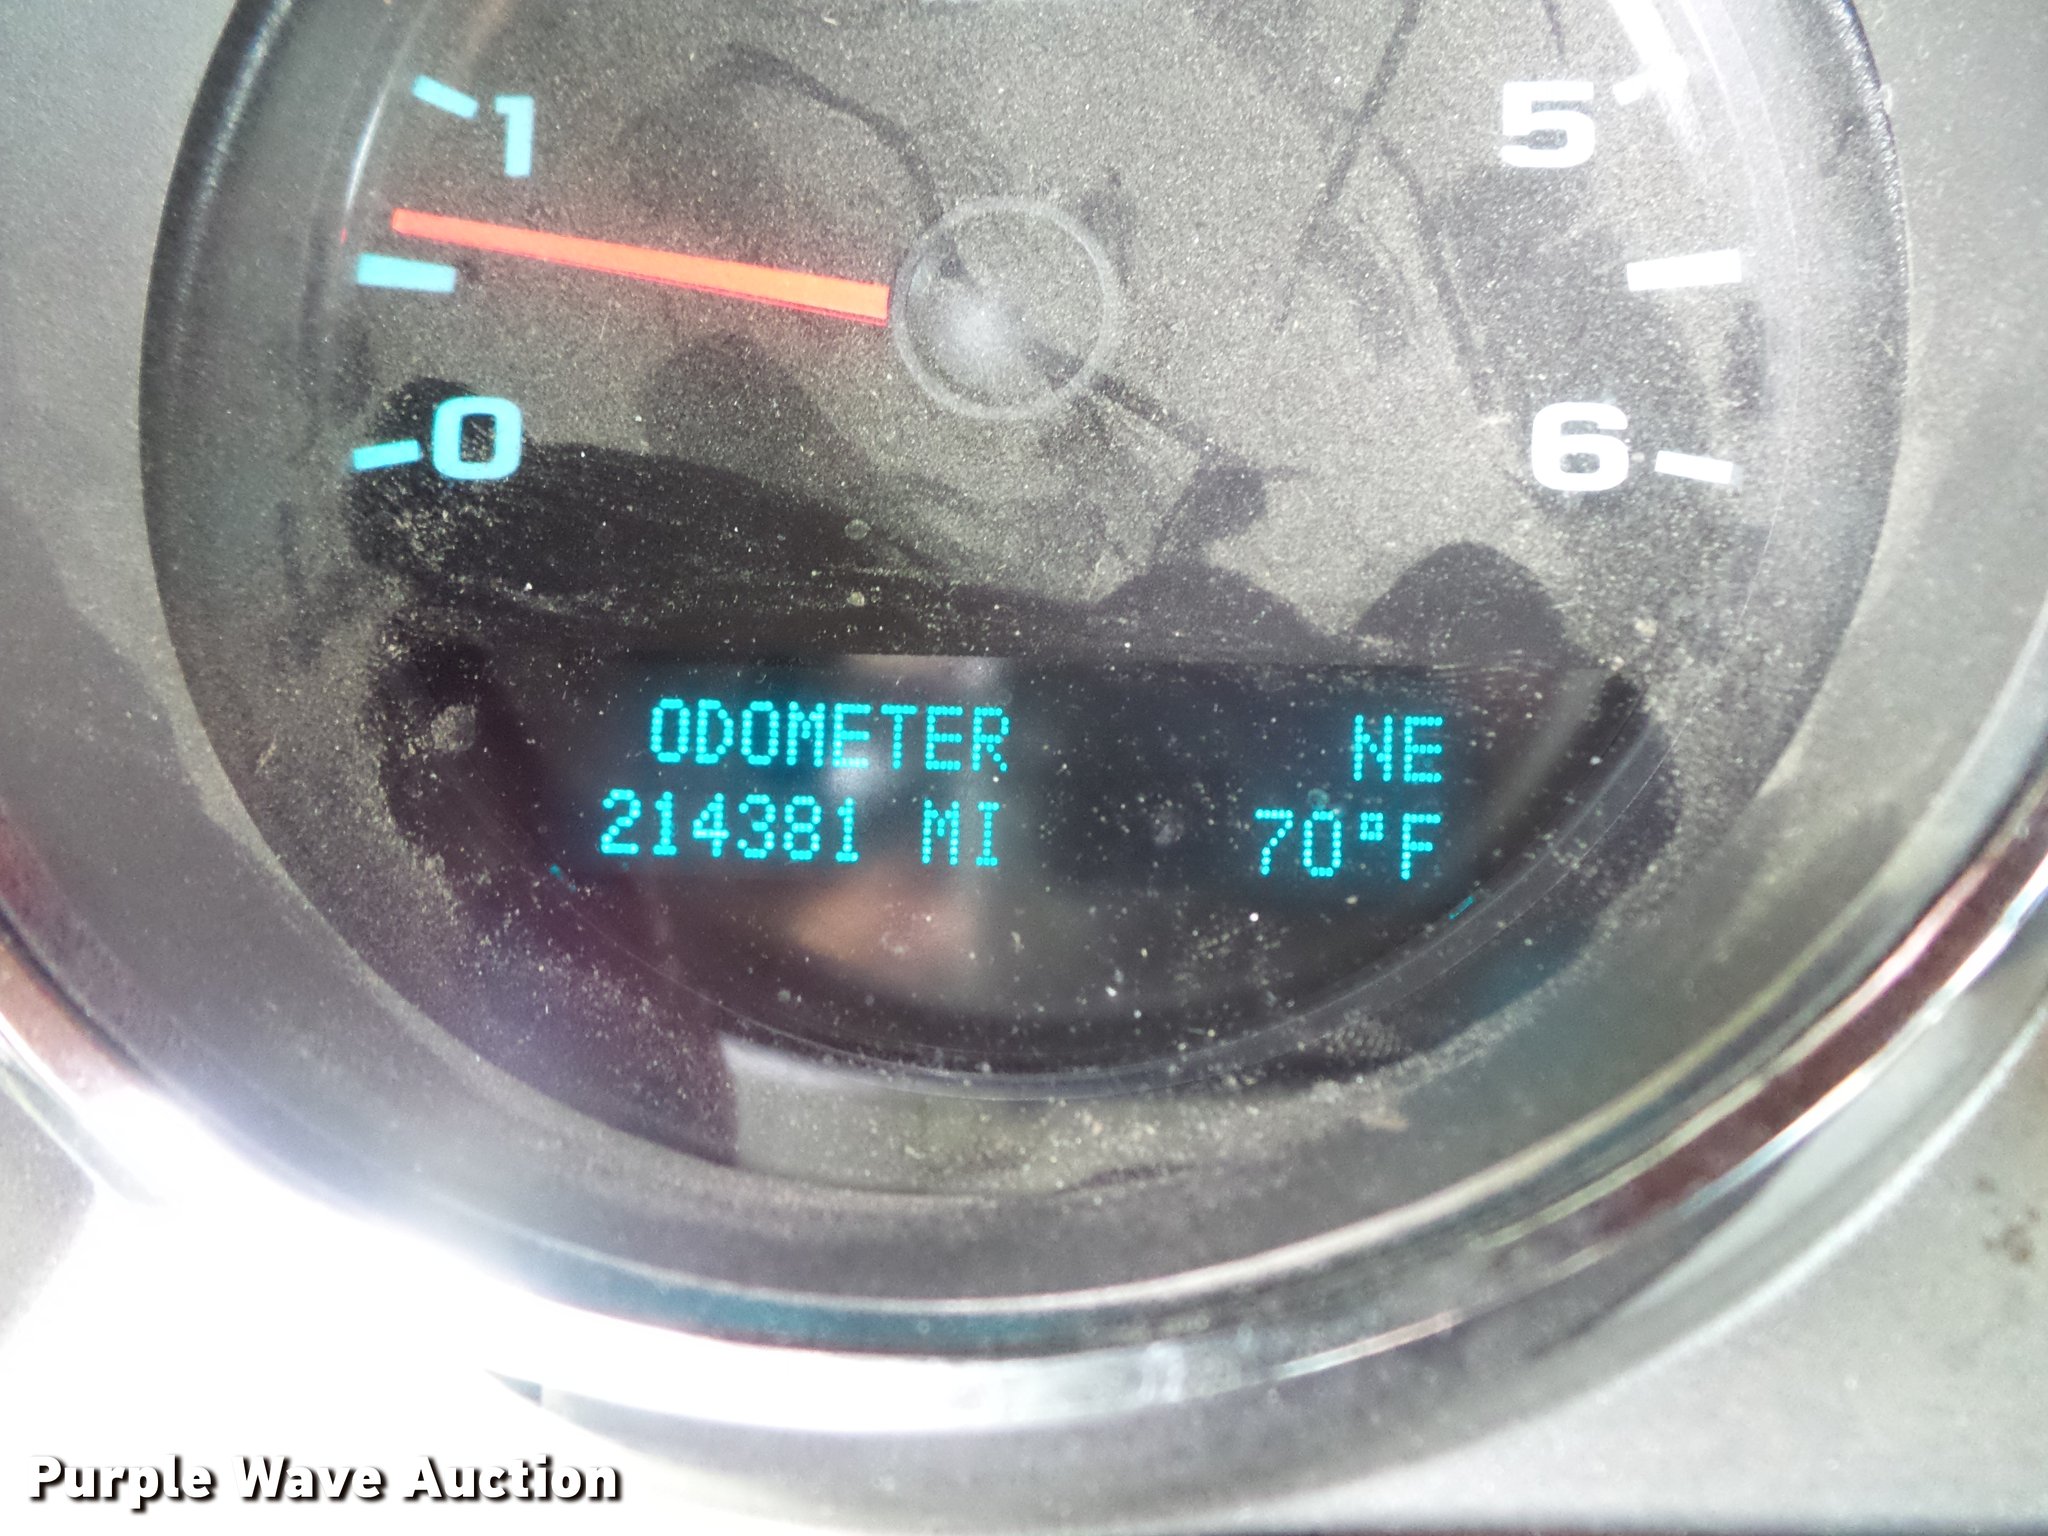 1
5
0
6
ODOMETER NE
214381 MI 70°F
Purple Wave Auction